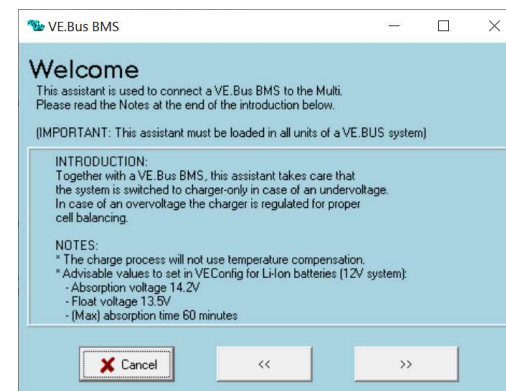 VE.Bus BMS
Welcome
This assistant is used to connect a VE.Bus BMS to the Multi.
Please read the Notes at the end of the introduction below.
(IMPORTANT: This assistant must be loaded in all units of a VE.BUS system)
INTRODUCTION:
Together with a VE.Bus BMS, this assistant takes care that
the system is switched to charger-only in case of an undervoltage.
In case of an overvoltage the charger is regulated for proper
cell balancing.
NOTES:
* The charge process will not use temperature compensation.
* Advisable values to set in VEConfig for Li-Ion batteries (12V system):
- Absorption voltage 14.2V
- Float voltage 13.5V
- (Max) absorption time 60 minutes
Cancel << >>